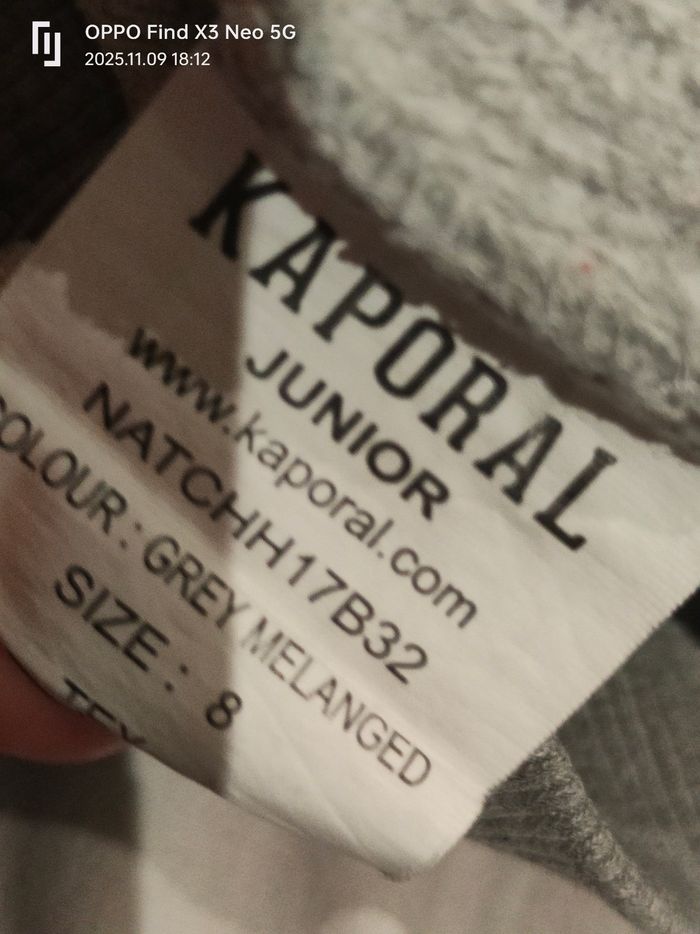 OPPO Find X3 Neo 5G
2025.11.09 18:12
KAPORAL
JUNIOR
www.kaporal.com
NATCHH17B32
COLOUR : GREY MELANGED
SIZE : 8
TEX